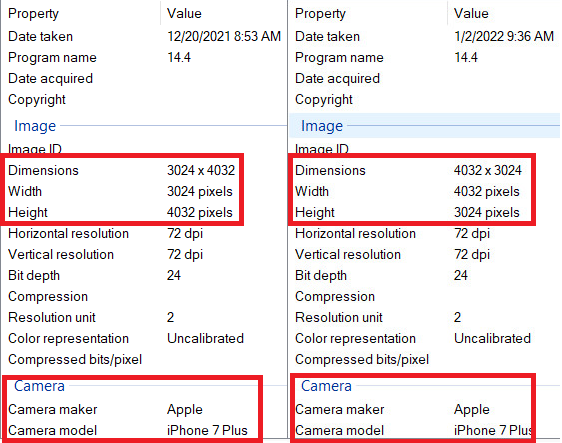 Property Value
Date taken 12/20/2021 8:53 AM
Program name 14.4
Date acquired
Copyright
Image
Image ID
Dimensions 3024 x 4032
Width 3024 pixels
Height 4032 pixels
Horizontal resolution 72 dpi
Vertical resolution 72 dpi
Bit depth 24
Compression
Resolution unit 2
Color representation Uncalibrated
Compressed bits/pixel
Camera
Camera maker Apple
Camera model iPhone 7 Plus
Property Value
Date taken 1/2/2022 9:36 AM
Program name 14.4
Date acquired
Copyright
Image
Image ID
Dimensions 4032 x 3024
Width 4032 pixels
Height 3024 pixels
Horizontal resolution 72 dpi
Vertical resolution 72 dpi
Bit depth 24
Compression
Resolution unit 2
Color representation Uncalibrated
Compressed bits/pixel
Camera
Camera maker Apple
Camera model iPhone 7 Plus